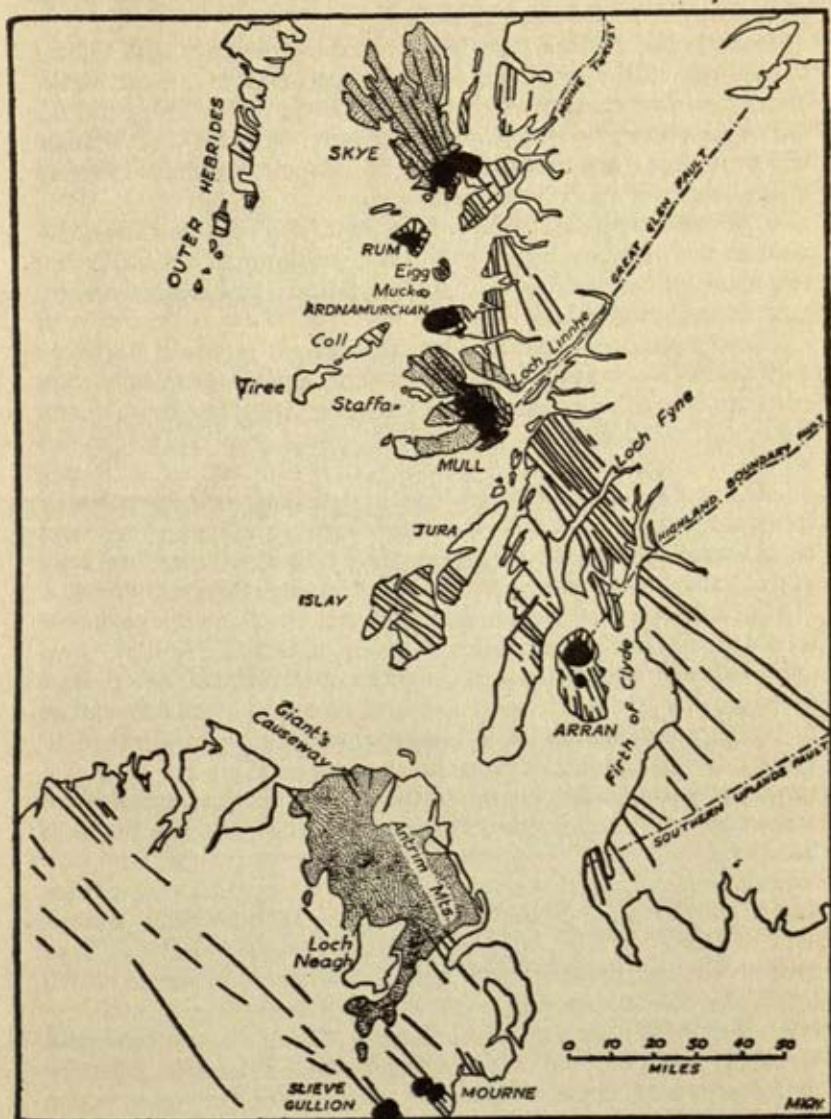 OUTER HEBRIDES
SKYE
MOINE THRUST
RUM
Eigg
Muck
ARDNAMURCHAN
GREAT GLEN FAULT
Coll
Loch Linnhe
Tiree
Staffa
MULL
Loch Fyne
HIGHLAND BOUNDARY FAULT
JURA
ISLAY
Firth of Clyde
ARRAN
Giant's
Causeway
SOUTHERN UPLANDS FAULT
Antrim Mts.
Loch
Neagh
0 10 20 30 40 50
MILES
SLIEVE
GULLION
MOURNE